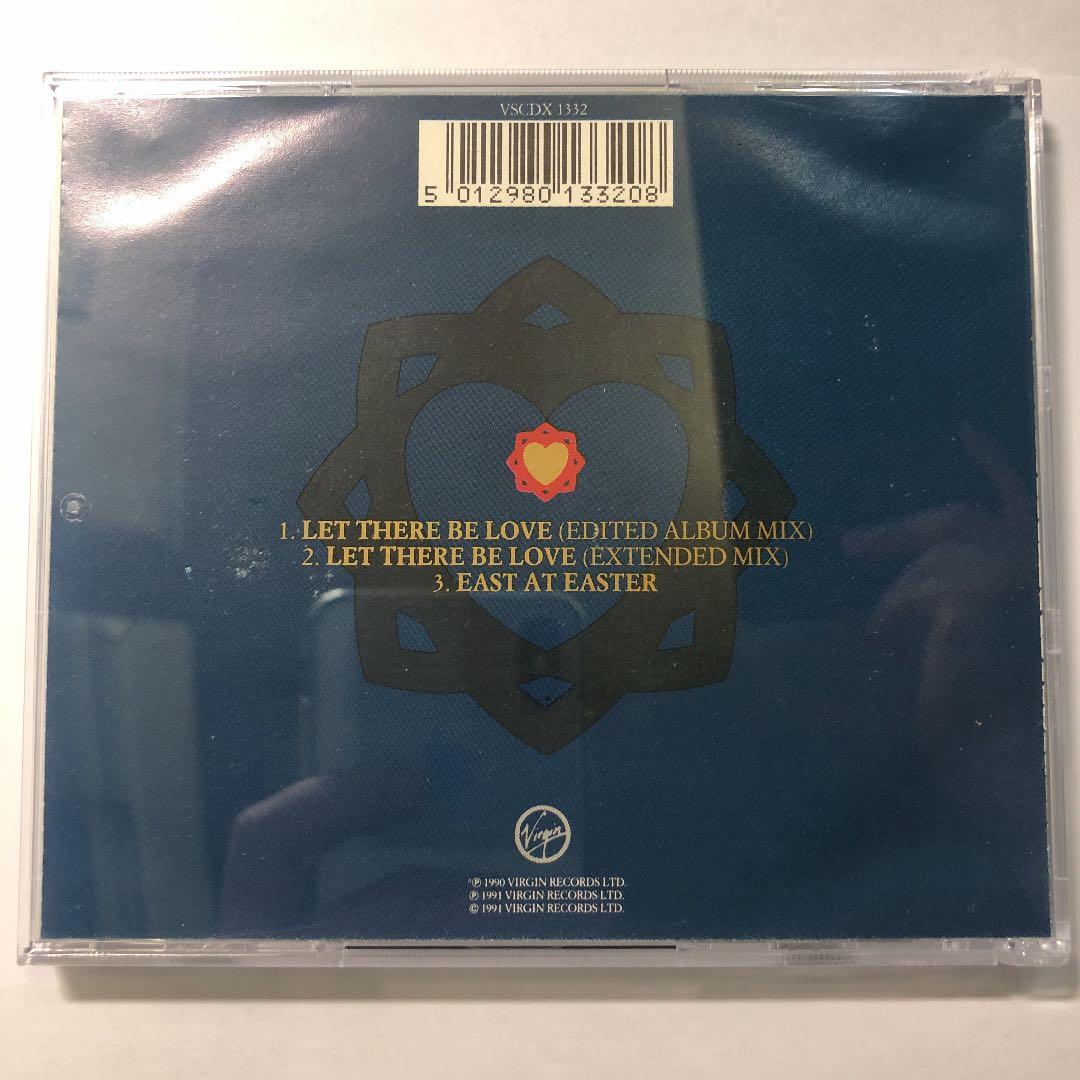 VSCDX 1332
5 012980 133208
1. LET THERE BE LOVE (EDITED ALBUM MIX)
2. LET THERE BE LOVE (EXTENDED MIX)
3. EAST AT EASTER
Virgin
^℗ 1990 VIRGIN RECORDS LTD.
℗ 1991 VIRGIN RECORDS LTD.
© 1991 VIRGIN RECORDS LTD.